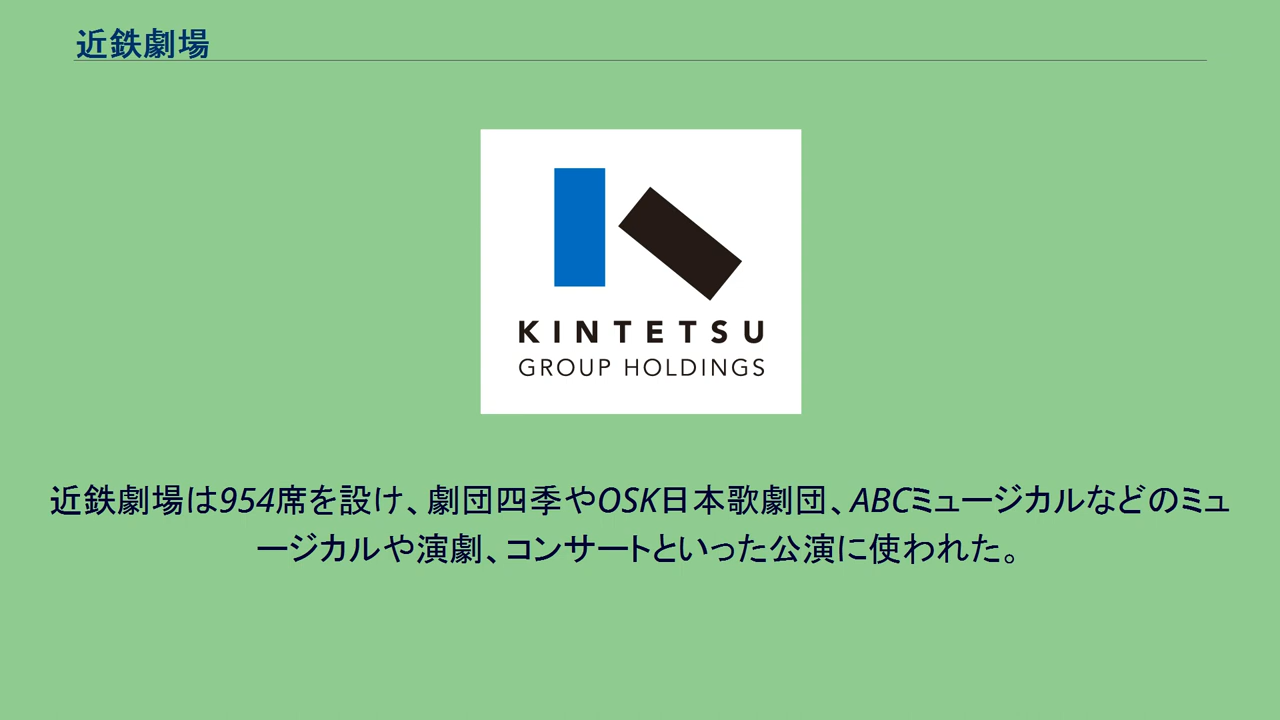 近鉄劇場
KINTETSU
GROUP HOLDINGS
近鉄劇場は954席を設け、劇団四季やOSK日本歌劇団、ABCミュージカルなどのミュ
ージカルや演劇、コンサートといった公演に使われた。